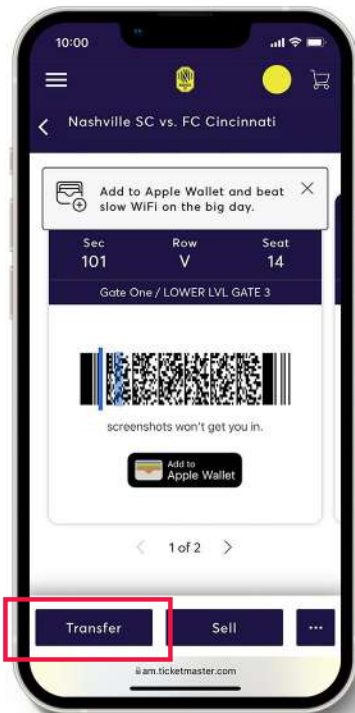 10:00
Nashville SC vs. FC Cincinnati
Add to Apple Wallet and beat
slow WiFi on the big day.
Sec Row Seat
101 V 14
Gate One / LOWER LVL GATE 3
screenshots won't get you in.
Add to
Apple Wallet
1 of 2
Transfer Sell ...
am.ticketmaster.com